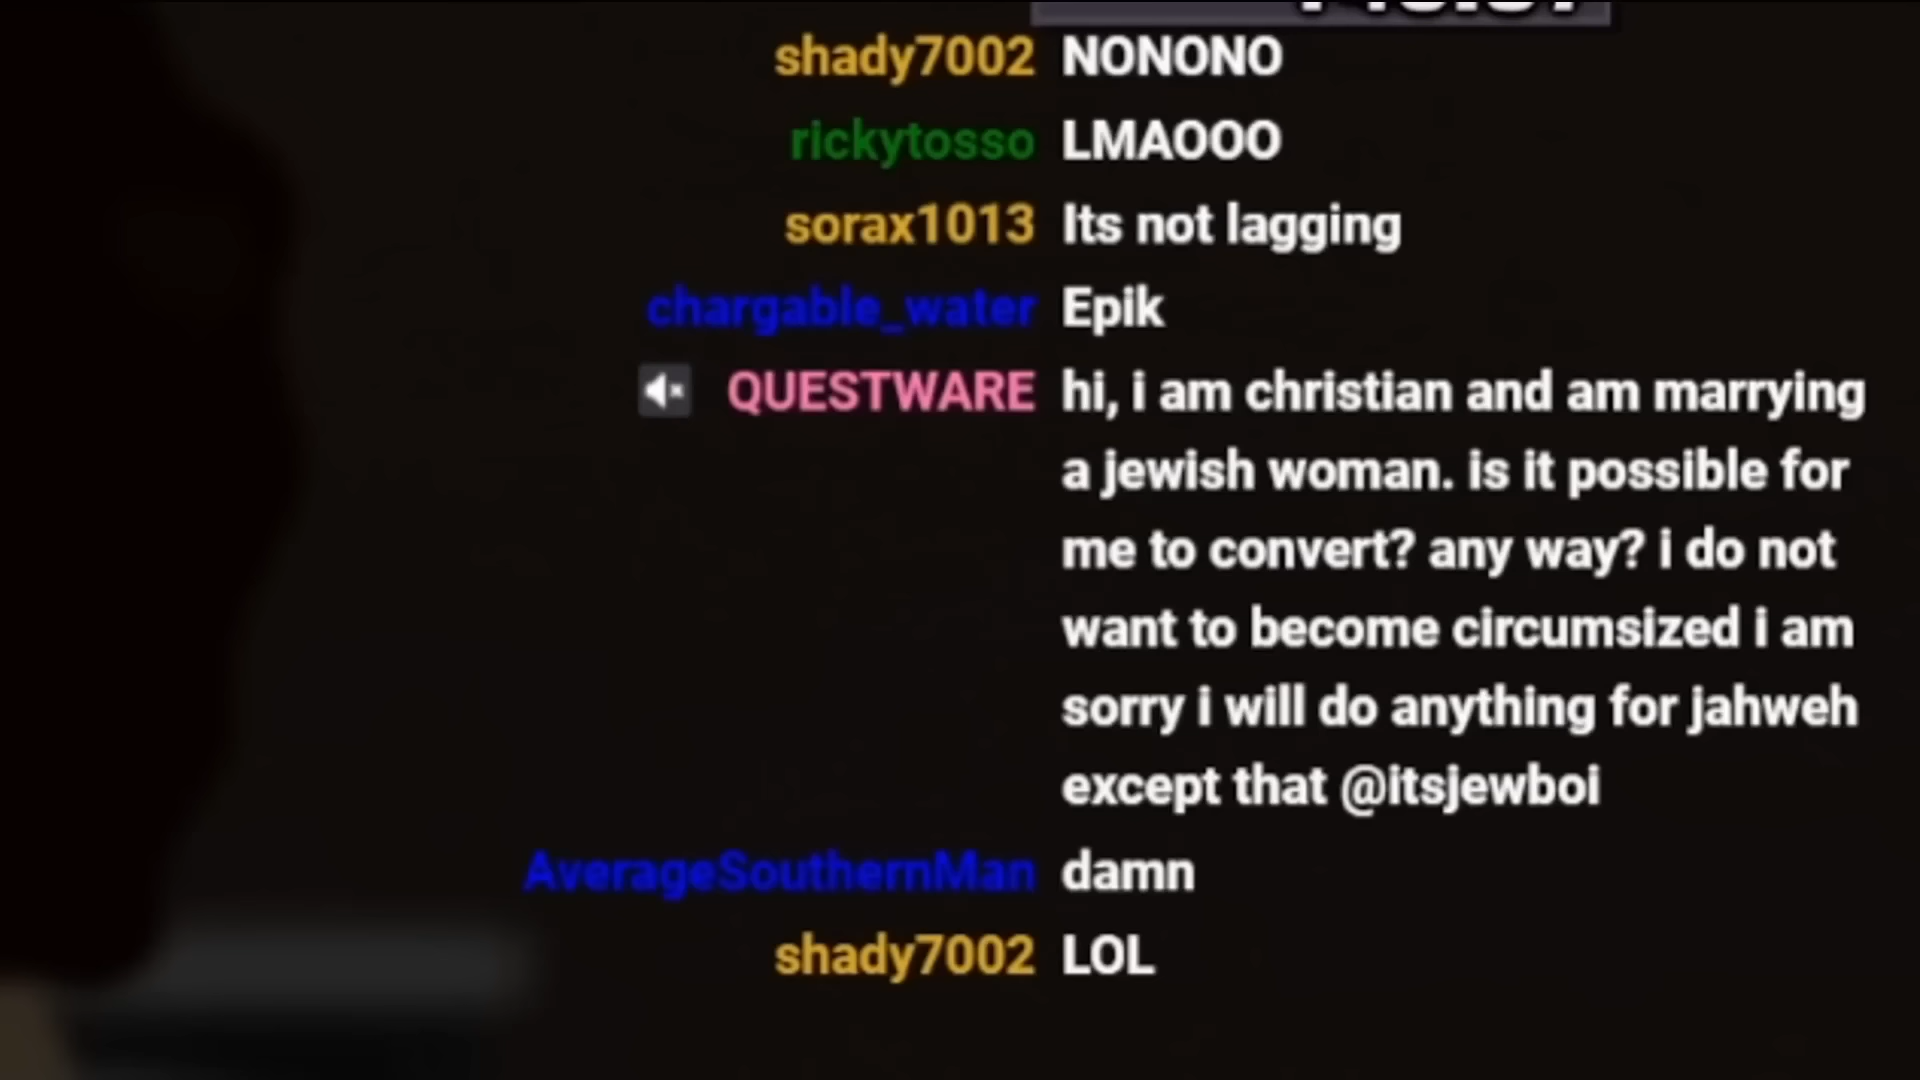 shady7002 NONONO
rickytosso LMAOOO
sorax1013 Its not lagging
chargable_water Epik
QUESTWARE hi, i am christian and am marrying
a jewish woman. is it possible for
me to convert? any way? i do not
want to become circumsized i am
sorry i will do anything for jahweh
except that @itsjewboi
AverageSouthernMan damn
shady7002 LOL